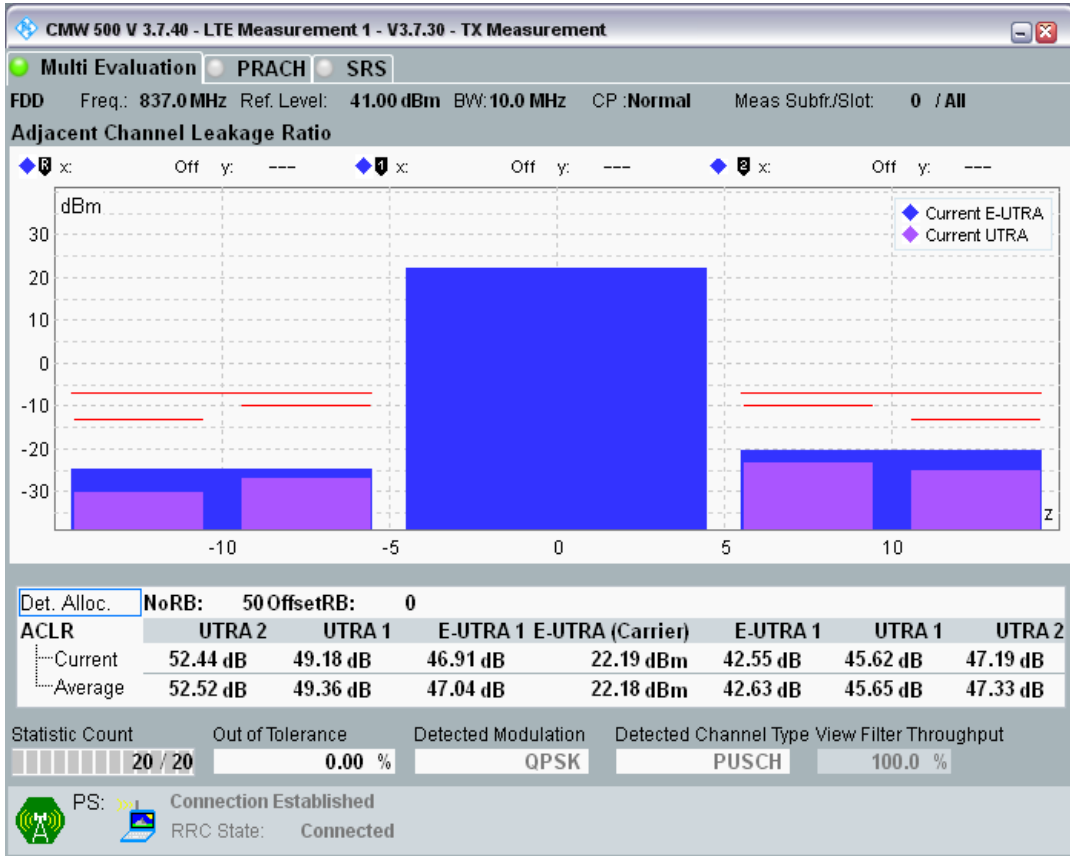 CMW 500 V 3.7.40 - LTE Measurement 1 - V3.7.30 - TX Measurement
Multi Evaluation PRACH SRS
FDD Freq.: 837.0 MHz Ref. Level: 41.00 dBm BW: 10.0 MHz CP :Normal Meas Subfr./Slot: 0 / All
Adjacent Channel Leakage Ratio
R x: Off y: --- 1 x: Off y: --- 2 x: Off y: ---
dBm
Current E-UTRA
Current UTRA
30
20
10
0
-10
-20
-30
z
-10 -5 0 5 10
Det. Alloc. NoRB: 50 OffsetRB: 0
ACLR UTRA 2 UTRA 1 E-UTRA 1 E-UTRA (Carrier) E-UTRA 1 UTRA 1 UTRA 2
Current 52.44 dB 49.18 dB 46.91 dB 22.19 dBm 42.55 dB 45.62 dB 47.19 dB
Average 52.52 dB 49.36 dB 47.04 dB 22.18 dBm 42.63 dB 45.65 dB 47.33 dB
Statistic Count Out of Tolerance Detected Modulation Detected Channel Type View Filter Throughput
20 / 20 0.00 % QPSK PUSCH 100.0 %
PS: Connection Established
RRC State: Connected